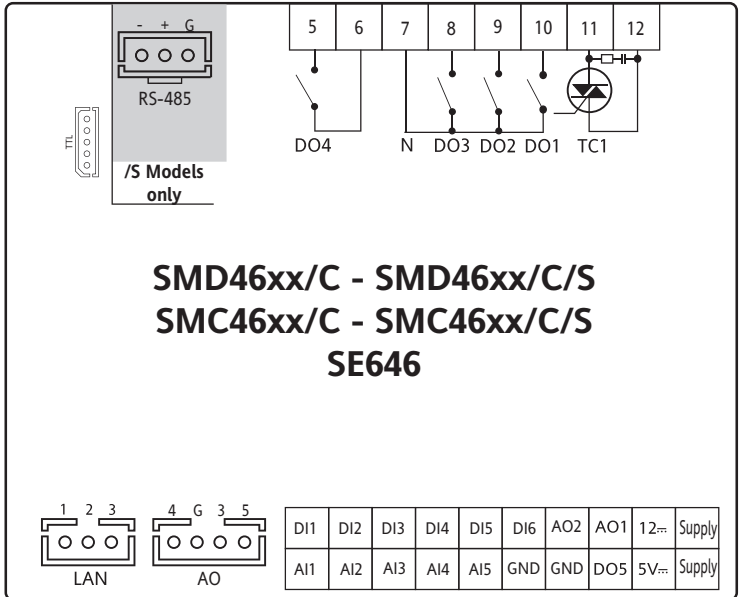 - + G
5 6 7 8 9 10 11 12
RS-485
TTL
DO4 N DO3 DO2 DO1 TC1
/S Models
only
SMD46xx/C - SMD46xx/C/S
SMC46xx/C - SMC46xx/C/S
SE646
1 2 3 4 G 3 5
LAN AO
DI1 DI2 DI3 DI4 DI5 DI6 AO2 AO1 12⎓ Supply
AI1 AI2 AI3 AI4 AI5 GND GND DO5 5V⎓ Supply